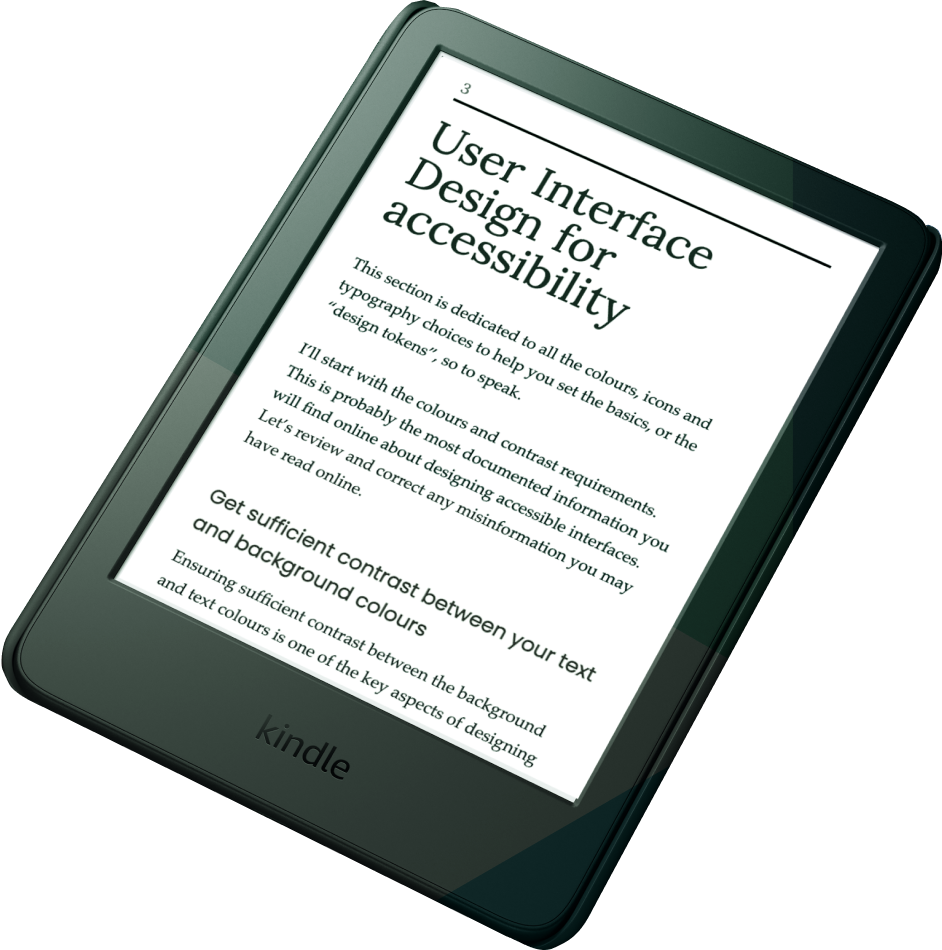 3
User Interface
Design for
accessibility
This section is dedicated to all the colours, icons and
typography choices to help you set the basics, or the
“design tokens”, so to speak.
I’ll start with the colours and contrast requirements.
This is probably the most documented information you
will find online about designing accessible interfaces.
Let’s review and correct any misinformation you may
have read online.
Get sufficient contrast between your text
and background colours
Ensuring sufficient contrast between the background
and text colours is one of the key aspects of designing
kindle